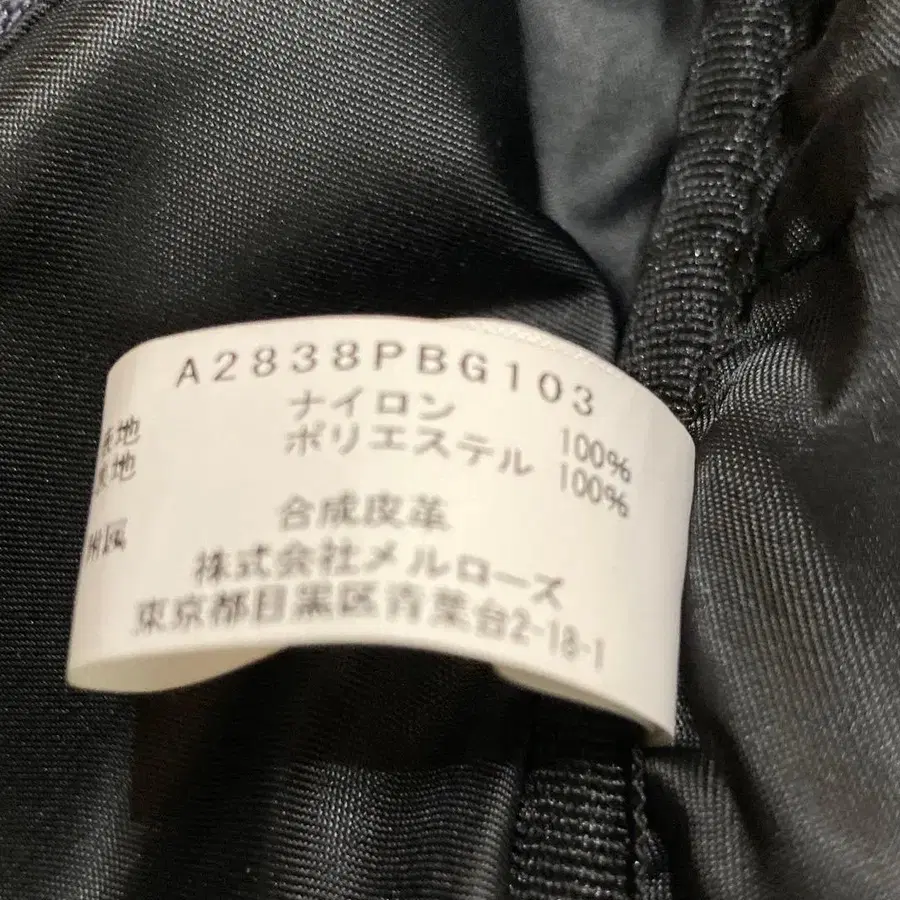 A2838PBG103
表地 ナイロン 100%
裏地 ポリエステル 100%
附属 合成皮革
株式会社メルローズ
東京都目黒区青葉台2-18-1